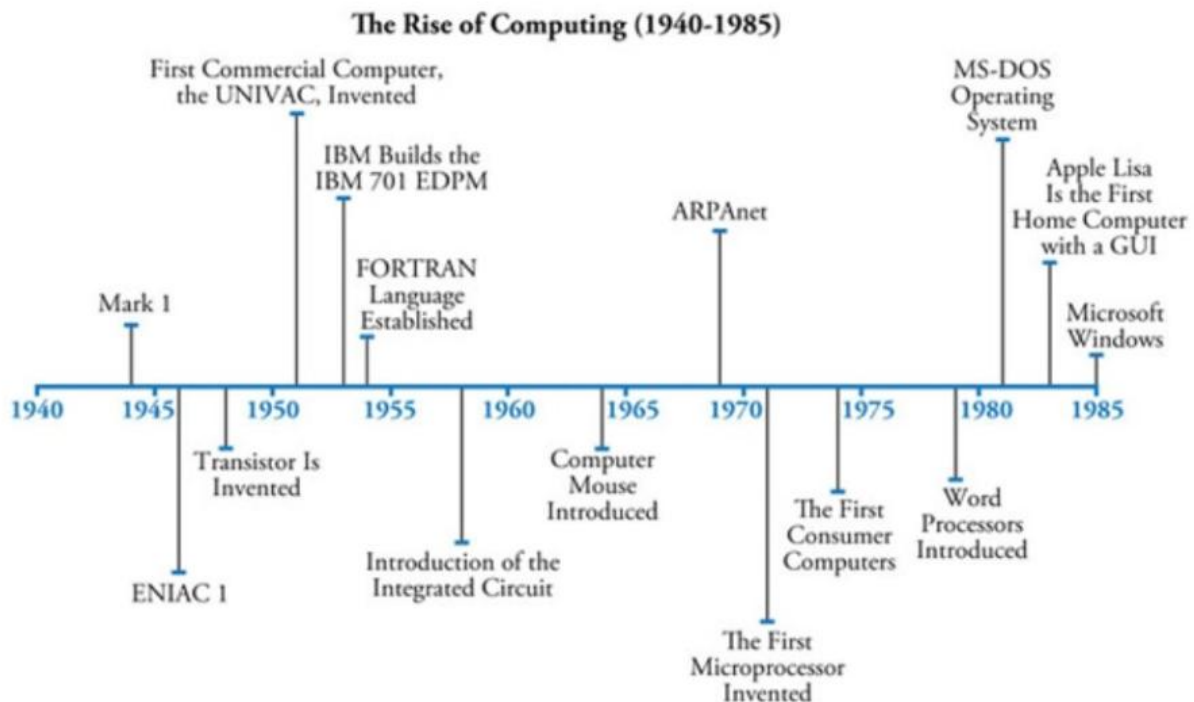 The Rise of Computing (1940-1985)
First Commercial Computer,
the UNIVAC, Invented
IBM Builds the
IBM 701 EDPM
FORTRAN
Language
Established
Mark 1
ARPAnet
MS-DOS
Operating
System
Apple Lisa
Is the First
Home Computer
with a GUI
Microsoft
Windows
1940 1945 1950 1955 1960 1965 1970 1975 1980 1985
Transistor Is
Invented
ENIAC 1
Introduction of the
Integrated Circuit
Computer
Mouse
Introduced
The First
Microprocessor
Invented
The First
Consumer
Computers
Word
Processors
Introduced